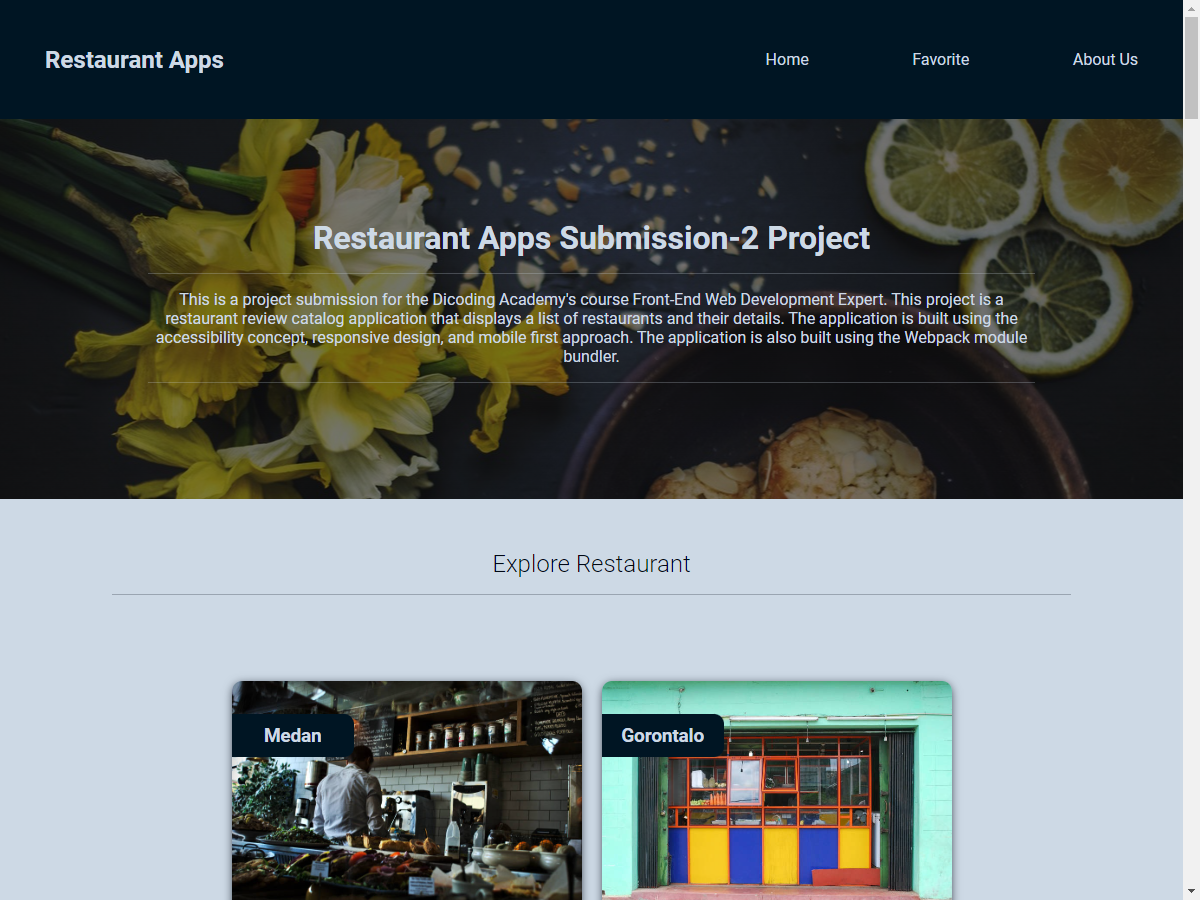 Restaurant Apps
Home
Favorite
About Us
Restaurant Apps Submission-2 Project
This is a project submission for the Dicoding Academy's course Front-End Web Development Expert. This project is a
restaurant review catalog application that displays a list of restaurants and their details. The application is built using the
accessibility concept, responsive design, and mobile first approach. The application is also built using the Webpack module
bundler.
Explore Restaurant
Medan
Gorontalo